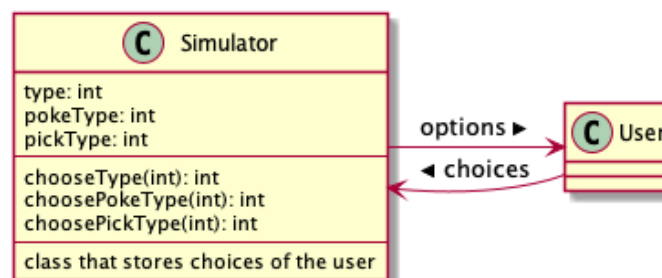 C Simulator
type: int
pokeType: int
pickType: int
chooseType(int): int
choosePokeType(int): int
choosePickType(int): int
class that stores choices of the user
options ▶
◀ choices
C User